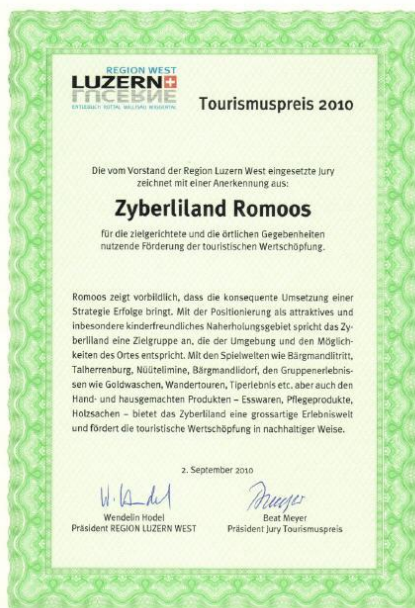 REGION WEST
LUZERN
LUCERNE
ENTLEBUCH ROTTAL WOLHUSEN WIGGERTAL
Tourismuspreis 2010
Die vom Vorstand der Region Luzern West eingesetzte Jury
zeichnet mit einer Anerkennung aus:
Zyberliland Romoos
für die zielgerichtete und die örtlichen Gegebenheiten
nutzende Förderung der touristischen Wertschöpfung.
Romoos zeigt vorbildlich, dass die konsequente Umsetzung einer
Strategie Erfolge bringt. Mit der Positionierung als attraktives und
insbesondere kinderfreundliches Naherholungsgebiet spricht das Zy-
berliland eine Zielgruppe an, die der Umgebung und den Möglich-
keiten des Ortes entspricht. Mit den Spielwelten wie Bärgmandlitritt,
Talherrenburg, Nüütelimine, Bärgmandlidorf, den Gruppenerlebnis-
sen wie Goldwaschen, Wandertouren, Tiperlebnis etc. aber auch den
Hand- und hausgemachten Produkten – Esswaren, Pflegeprodukte,
Holzsachen – bietet das Zyberliland eine grossartige Erlebniswelt
und fördert die touristische Wertschöpfung in nachhaltiger Weise.
2. September 2010
Wendelin Hodel
Präsident REGION LUZERN WEST
Beat Meyer
Präsident Jury Tourismuspreis